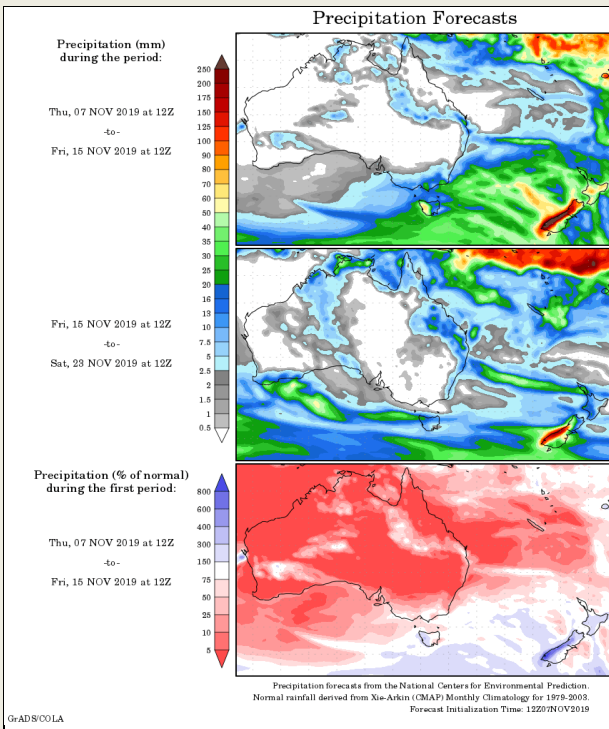 Precipitation Forecasts
Precipitation (mm)
during the period:
Thu, 07 NOV 2019 at 12Z
-to-
Fri, 15 NOV 2019 at 12Z
250
200
175
150
125
100
90
80
70
60
50
40
35
30
25
20
16
13
10
7.5
5
2.5
2
1.5
1
0.5
Fri, 15 NOV 2019 at 12Z
-to-
Sat, 23 NOV 2019 at 12Z
Precipitation (% of normal)
during the first period:
Thu, 07 NOV 2019 at 12Z
-to-
Fri, 15 NOV 2019 at 12Z
800
600
400
300
150
75
50
25
10
5
Precipitation forecasts from the National Centers for Environmental Prediction.
Normal rainfall derived from Xie-Arkin (CMAP) Monthly Climatology for 1979-2003.
Forecast Initialization Time: 12Z07NOV2019
GrADS/COLA